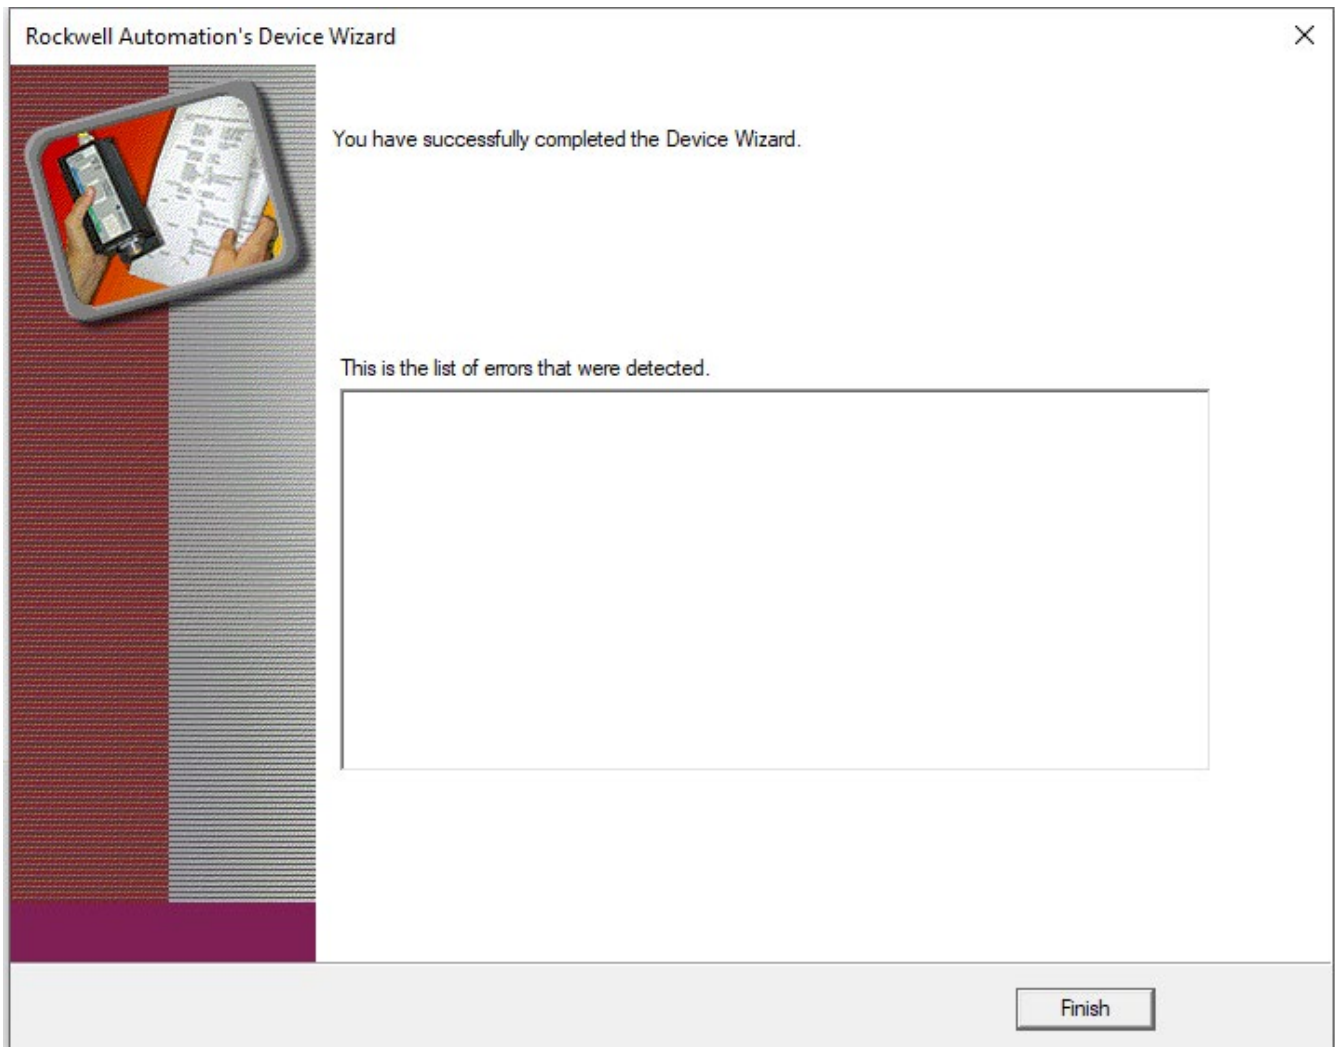 Rockwell Automation's Device Wizard
You have successfully completed the Device Wizard.
This is the list of errors that were detected.
Finish